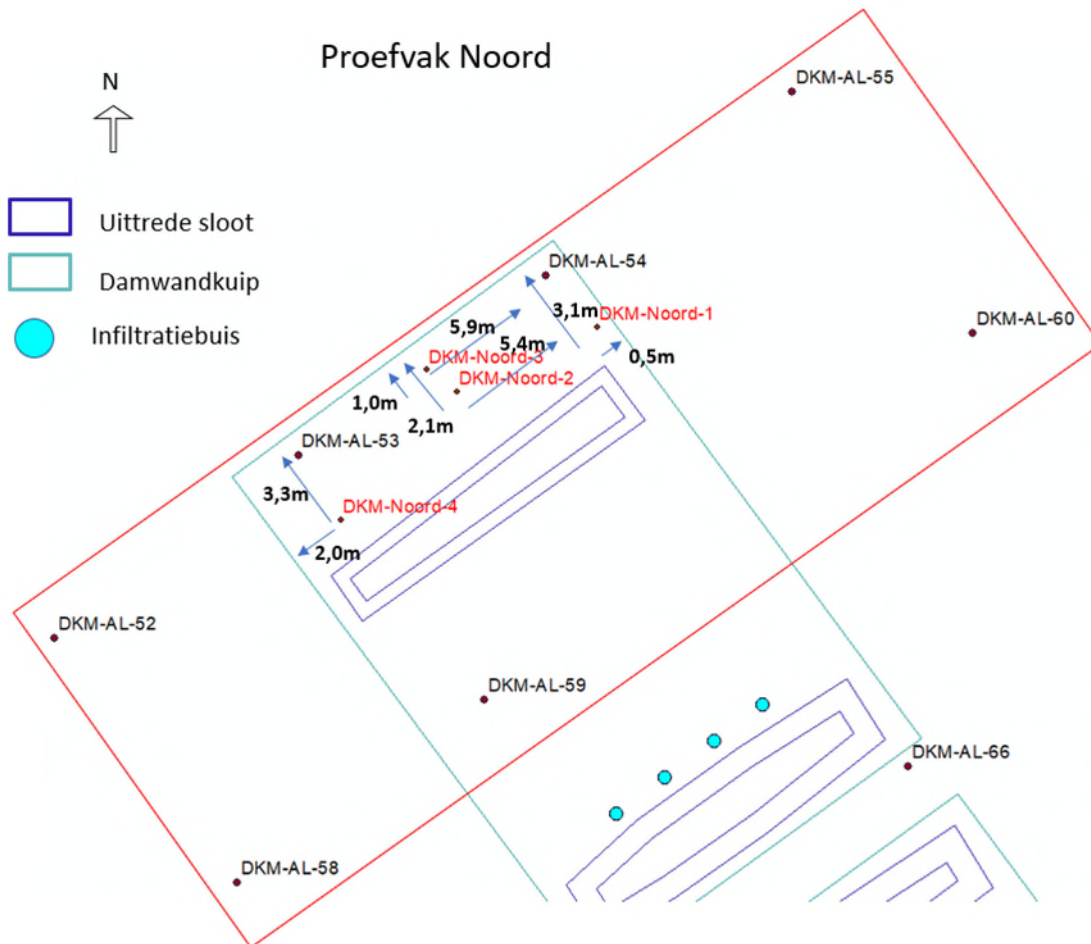 Proefvak Noord
N
Uittrede sloot
Damwandkuip
Infiltratiebuis
DKM-AL-55
DKM-AL-54
3,1m
DKM-Noord-1
DKM-AL-60
5,9m
5,4m
0,5m
DKM-Noord-3
DKM-Noord-2
1,0m
2,1m
DKM-AL-53
3,3m
DKM-Noord-4
2,0m
DKM-AL-52
DKM-AL-59
DKM-AL-66
DKM-AL-58